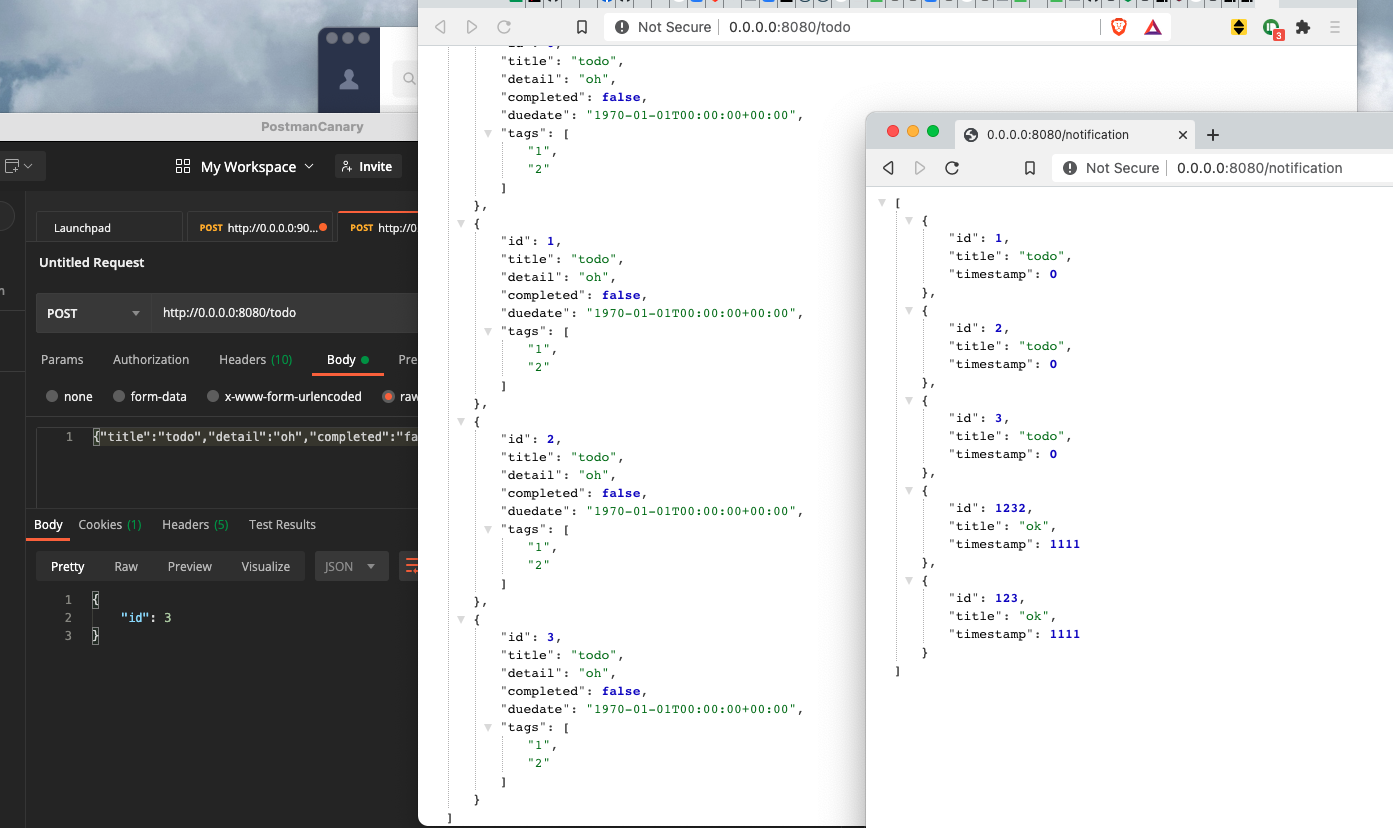 PostmanCanary
My Workspace
Invite
Launchpad
POST http://0.0.0.0:90...
POST http://0
Untitled Request
POST
http://0.0.0.0:8080/todo
Params Authorization Headers (10) Body Pre
none form-data x-www-form-urlencoded raw
1 {"title":"todo","detail":"oh","completed":"fa
Body Cookies (1) Headers (5) Test Results
Pretty Raw Preview Visualize JSON
1 {
2 "id": 3
3 }
Not Secure 0.0.0.0:8080/todo
3
"title": "todo",
"detail": "oh",
"completed": false,
"duedate": "1970-01-01T00:00:00+00:00",
"tags": [
"1",
"2"
]
},
{
"id": 1,
"title": "todo",
"detail": "oh",
"completed": false,
"duedate": "1970-01-01T00:00:00+00:00",
"tags": [
"1",
"2"
]
},
{
"id": 2,
"title": "todo",
"detail": "oh",
"completed": false,
"duedate": "1970-01-01T00:00:00+00:00",
"tags": [
"1",
"2"
]
},
{
"id": 3,
"title": "todo",
"detail": "oh",
"completed": false,
"duedate": "1970-01-01T00:00:00+00:00",
"tags": [
"1",
"2"
]
}
]
0.0.0.0:8080/notification
Not Secure 0.0.0.0:8080/notification
[
{
"id": 1,
"title": "todo",
"timestamp": 0
},
{
"id": 2,
"title": "todo",
"timestamp": 0
},
{
"id": 3,
"title": "todo",
"timestamp": 0
},
{
"id": 1232,
"title": "ok",
"timestamp": 1111
},
{
"id": 123,
"title": "ok",
"timestamp": 1111
}
]